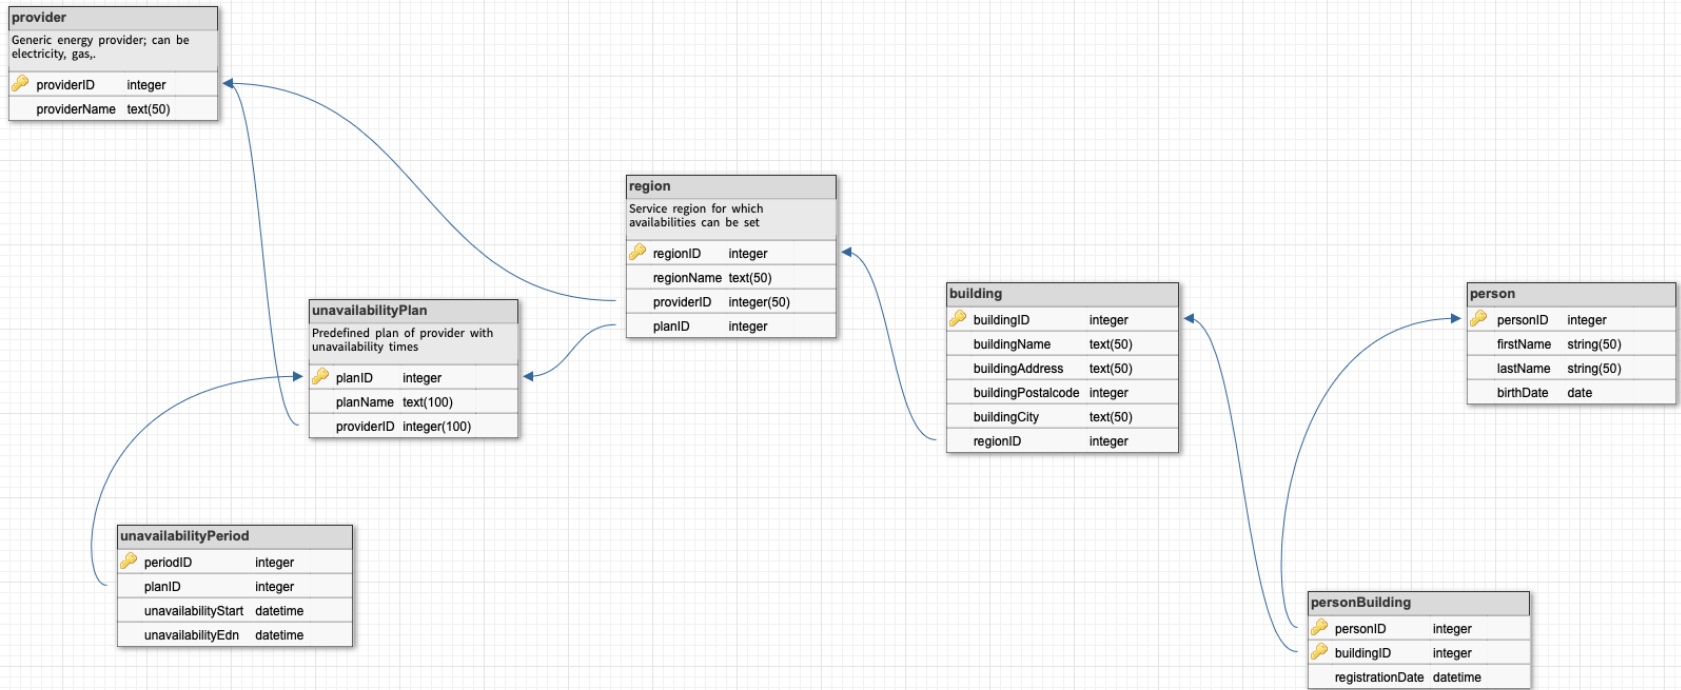 provider
Generic energy provider; can be
electricity, gas,.
providerID integer
providerName text(50)
region
Service region for which
availabilities can be set
regionID integer
regionName text(50)
providerID integer(50)
planID integer
unavailabilityPlan
Predefined plan of provider with
unavailability times
planID integer
planName text(100)
providerID integer(100)
building
buildingID integer
buildingName text(50)
buildingAddress text(50)
buildingPostalcode integer
buildingCity text(50)
regionID integer
person
personID integer
firstName string(50)
lastName string(50)
birthDate date
unavailabilityPeriod
periodID integer
planID integer
unavailabilityStart datetime
unavailabilityEdn datetime
personBuilding
personID integer
buildingID integer
registrationDate datetime